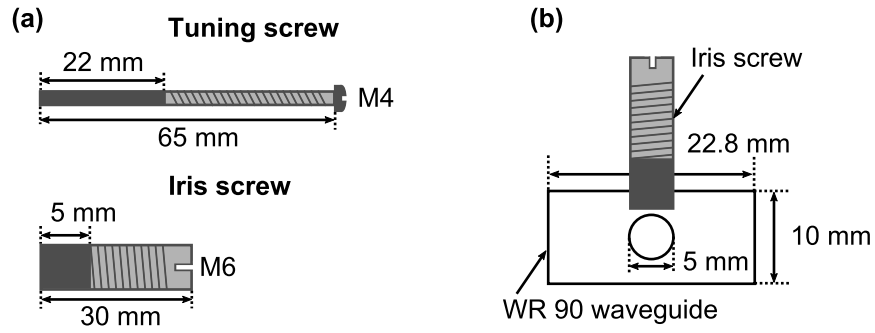 (a)
Tuning screw
22 mm
M4
65 mm
Iris screw
5 mm
M6
30 mm
(b)
Iris screw
22.8 mm
10 mm
5 mm
WR 90 waveguide